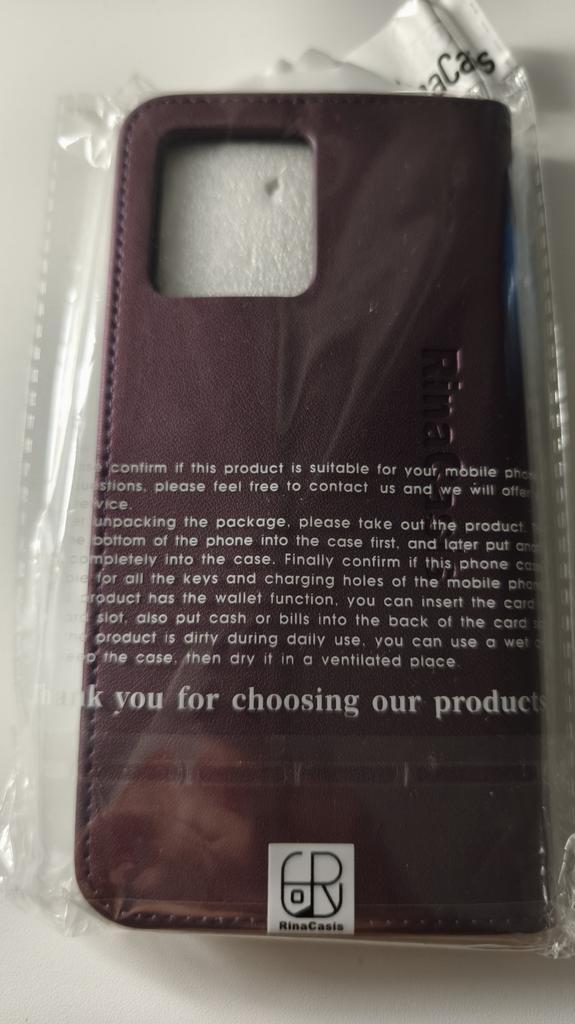 inaCas
RinaCasis
confirm if this product is suitable for your mobile phone
estions, please feel free to contact us and we will offer
vice.
unpacking the package, please take out the product.
bottom of the phone into the case first, and later put
ompletely into the case. Finally confirm if this phone case
for all the keys and charging holes of the mobile phone
roduct has the wallet function, you can insert the card
slot, also put cash or bills into the back of the card
product is dirty during daily use, you can use a wet
the case, then dry it in a ventilated place.
Thank you for choosing our products
RinaCasis